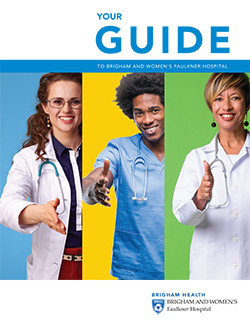 YOUR
GUIDE
TO BRIGHAM AND WOMEN'S FAULKNER HOSPITAL
BRIGHAM HEALTH
BRIGHAM AND WOMEN'S
Faulkner Hospital